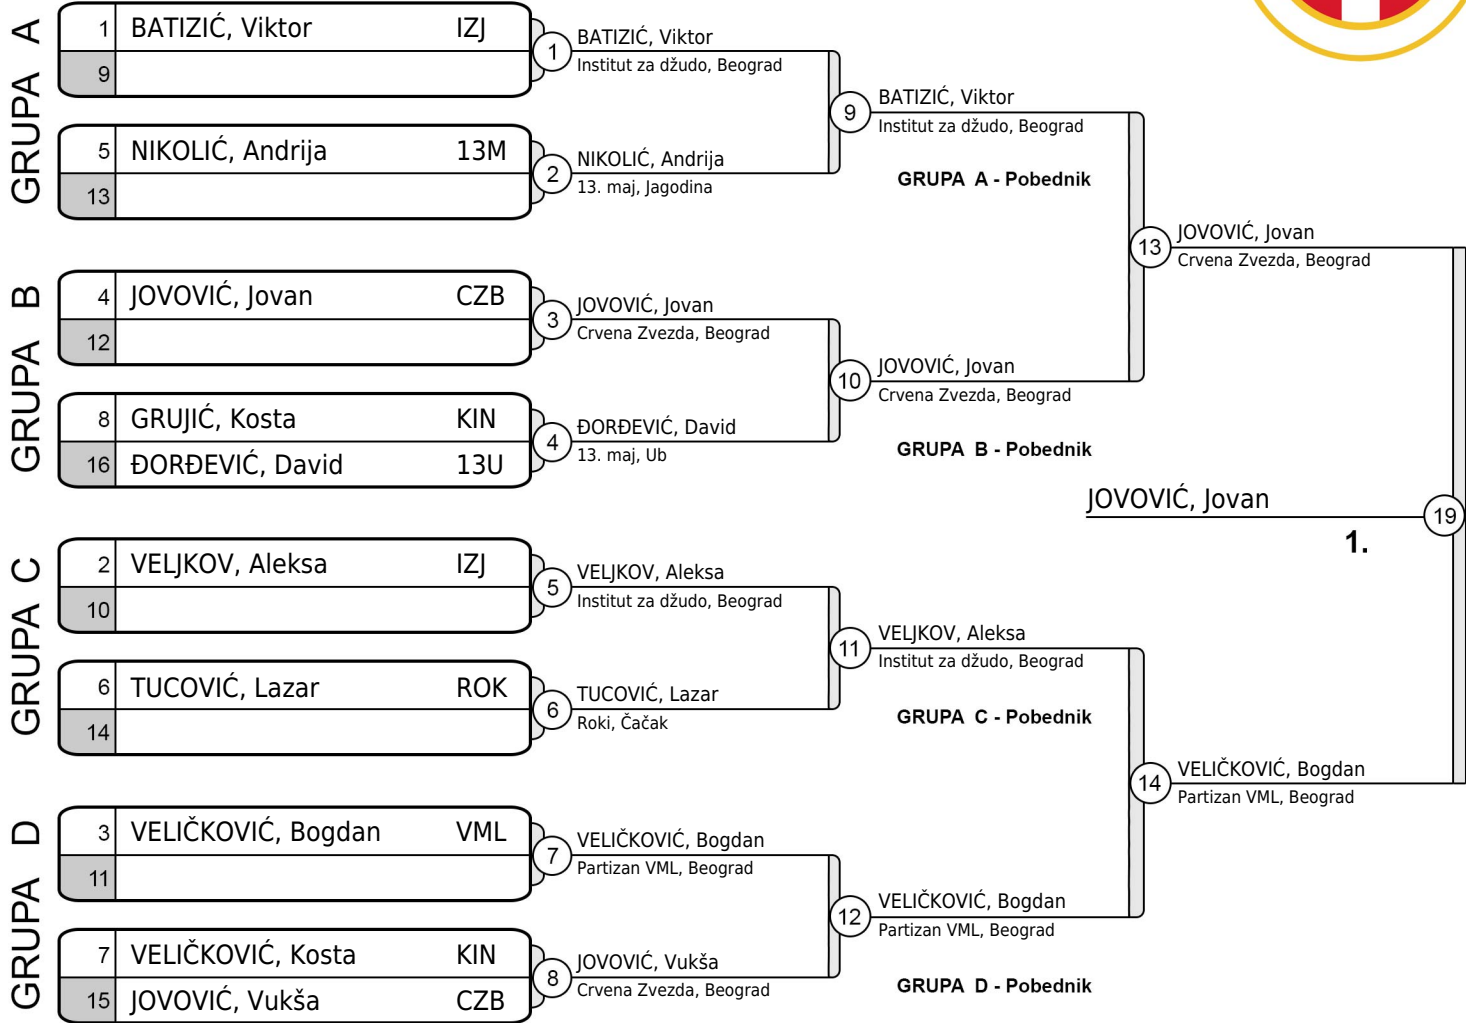 GRUPA A
1 BATIZIĆ, Viktor IZJ
9
5 NIKOLIĆ, Andrija 13M
13
GRUPA B
4 JOVOVIĆ, Jovan CZB
12
8 GRUJIĆ, Kosta KIN
16 ĐORĐEVIĆ, David 13U
GRUPA C
2 VELJKOV, Aleksa IZJ
10
6 TUCOVIĆ, Lazar ROK
14
GRUPA D
3 VELIČKOVIĆ, Bogdan VML
11
7 VELIČKOVIĆ, Kosta KIN
15 JOVOVIĆ, Vukša CZB
1 BATIZIĆ, Viktor
Institut za džudo, Beograd
2 NIKOLIĆ, Andrija
13. maj, Jagodina
3 JOVOVIĆ, Jovan
Crvena Zvezda, Beograd
4 ĐORĐEVIĆ, David
13. maj, Ub
5 VELJKOV, Aleksa
Institut za džudo, Beograd
6 TUCOVIĆ, Lazar
Roki, Čačak
7 VELIČKOVIĆ, Bogdan
Partizan VML, Beograd
8 JOVOVIĆ, Vukša
Crvena Zvezda, Beograd
9 BATIZIĆ, Viktor
Institut za džudo, Beograd
GRUPA A - Pobednik
10 JOVOVIĆ, Jovan
Crvena Zvezda, Beograd
GRUPA B - Pobednik
11 VELJKOV, Aleksa
Institut za džudo, Beograd
GRUPA C - Pobednik
12 VELIČKOVIĆ, Bogdan
Partizan VML, Beograd
GRUPA D - Pobednik
13 JOVOVIĆ, Jovan
Crvena Zvezda, Beograd
14 VELIČKOVIĆ, Bogdan
Partizan VML, Beograd
JOVOVIĆ, Jovan 19
1.